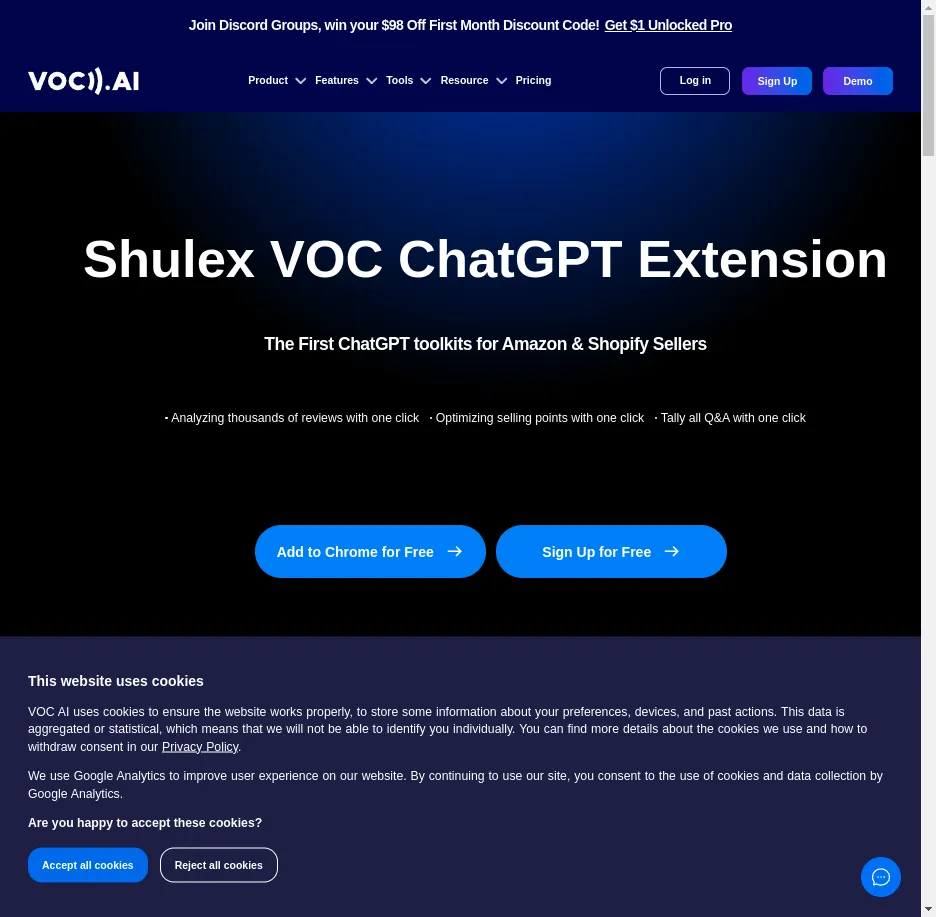 Join Discord Groups, win your $98 Off First Month Discount Code! Get $1 Unlocked Pro
VOC.AI
Product Features Tools Resource Pricing Log in Sign Up Demo
Shulex VOC ChatGPT Extension
The First ChatGPT toolkits for Amazon & Shopify Sellers
· Analyzing thousands of reviews with one click · Optimizing selling points with one click · Tally all Q&A with one click
Add to Chrome for Free → Sign Up for Free →
This website uses cookies
VOC AI uses cookies to ensure the website works properly, to store some information about your preferences, devices, and past actions. This data is
aggregated or statistical, which means that we will not be able to identify you individually. You can find more details about the cookies we use and how to
withdraw consent in our Privacy Policy.
We use Google Analytics to improve user experience on our website. By continuing to use our site, you consent to the use of cookies and data collection by
Google Analytics.
Are you happy to accept these cookies?
Accept all cookies Reject all cookies